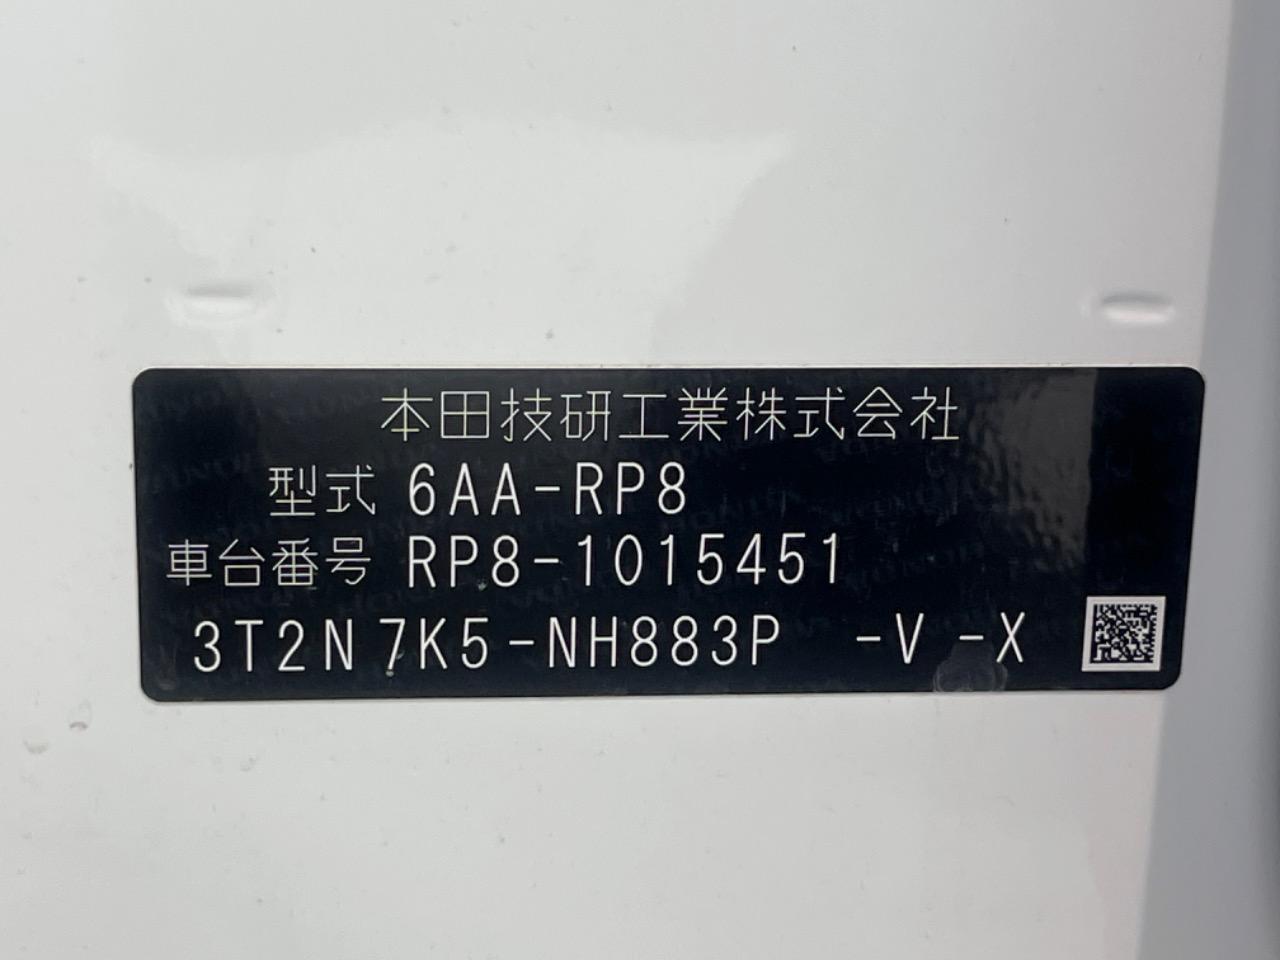 本田技研工業株式会社
型式 6AA-RP8
車台番号 RP8-1015451
3T2N7K5-NH883P -V -X